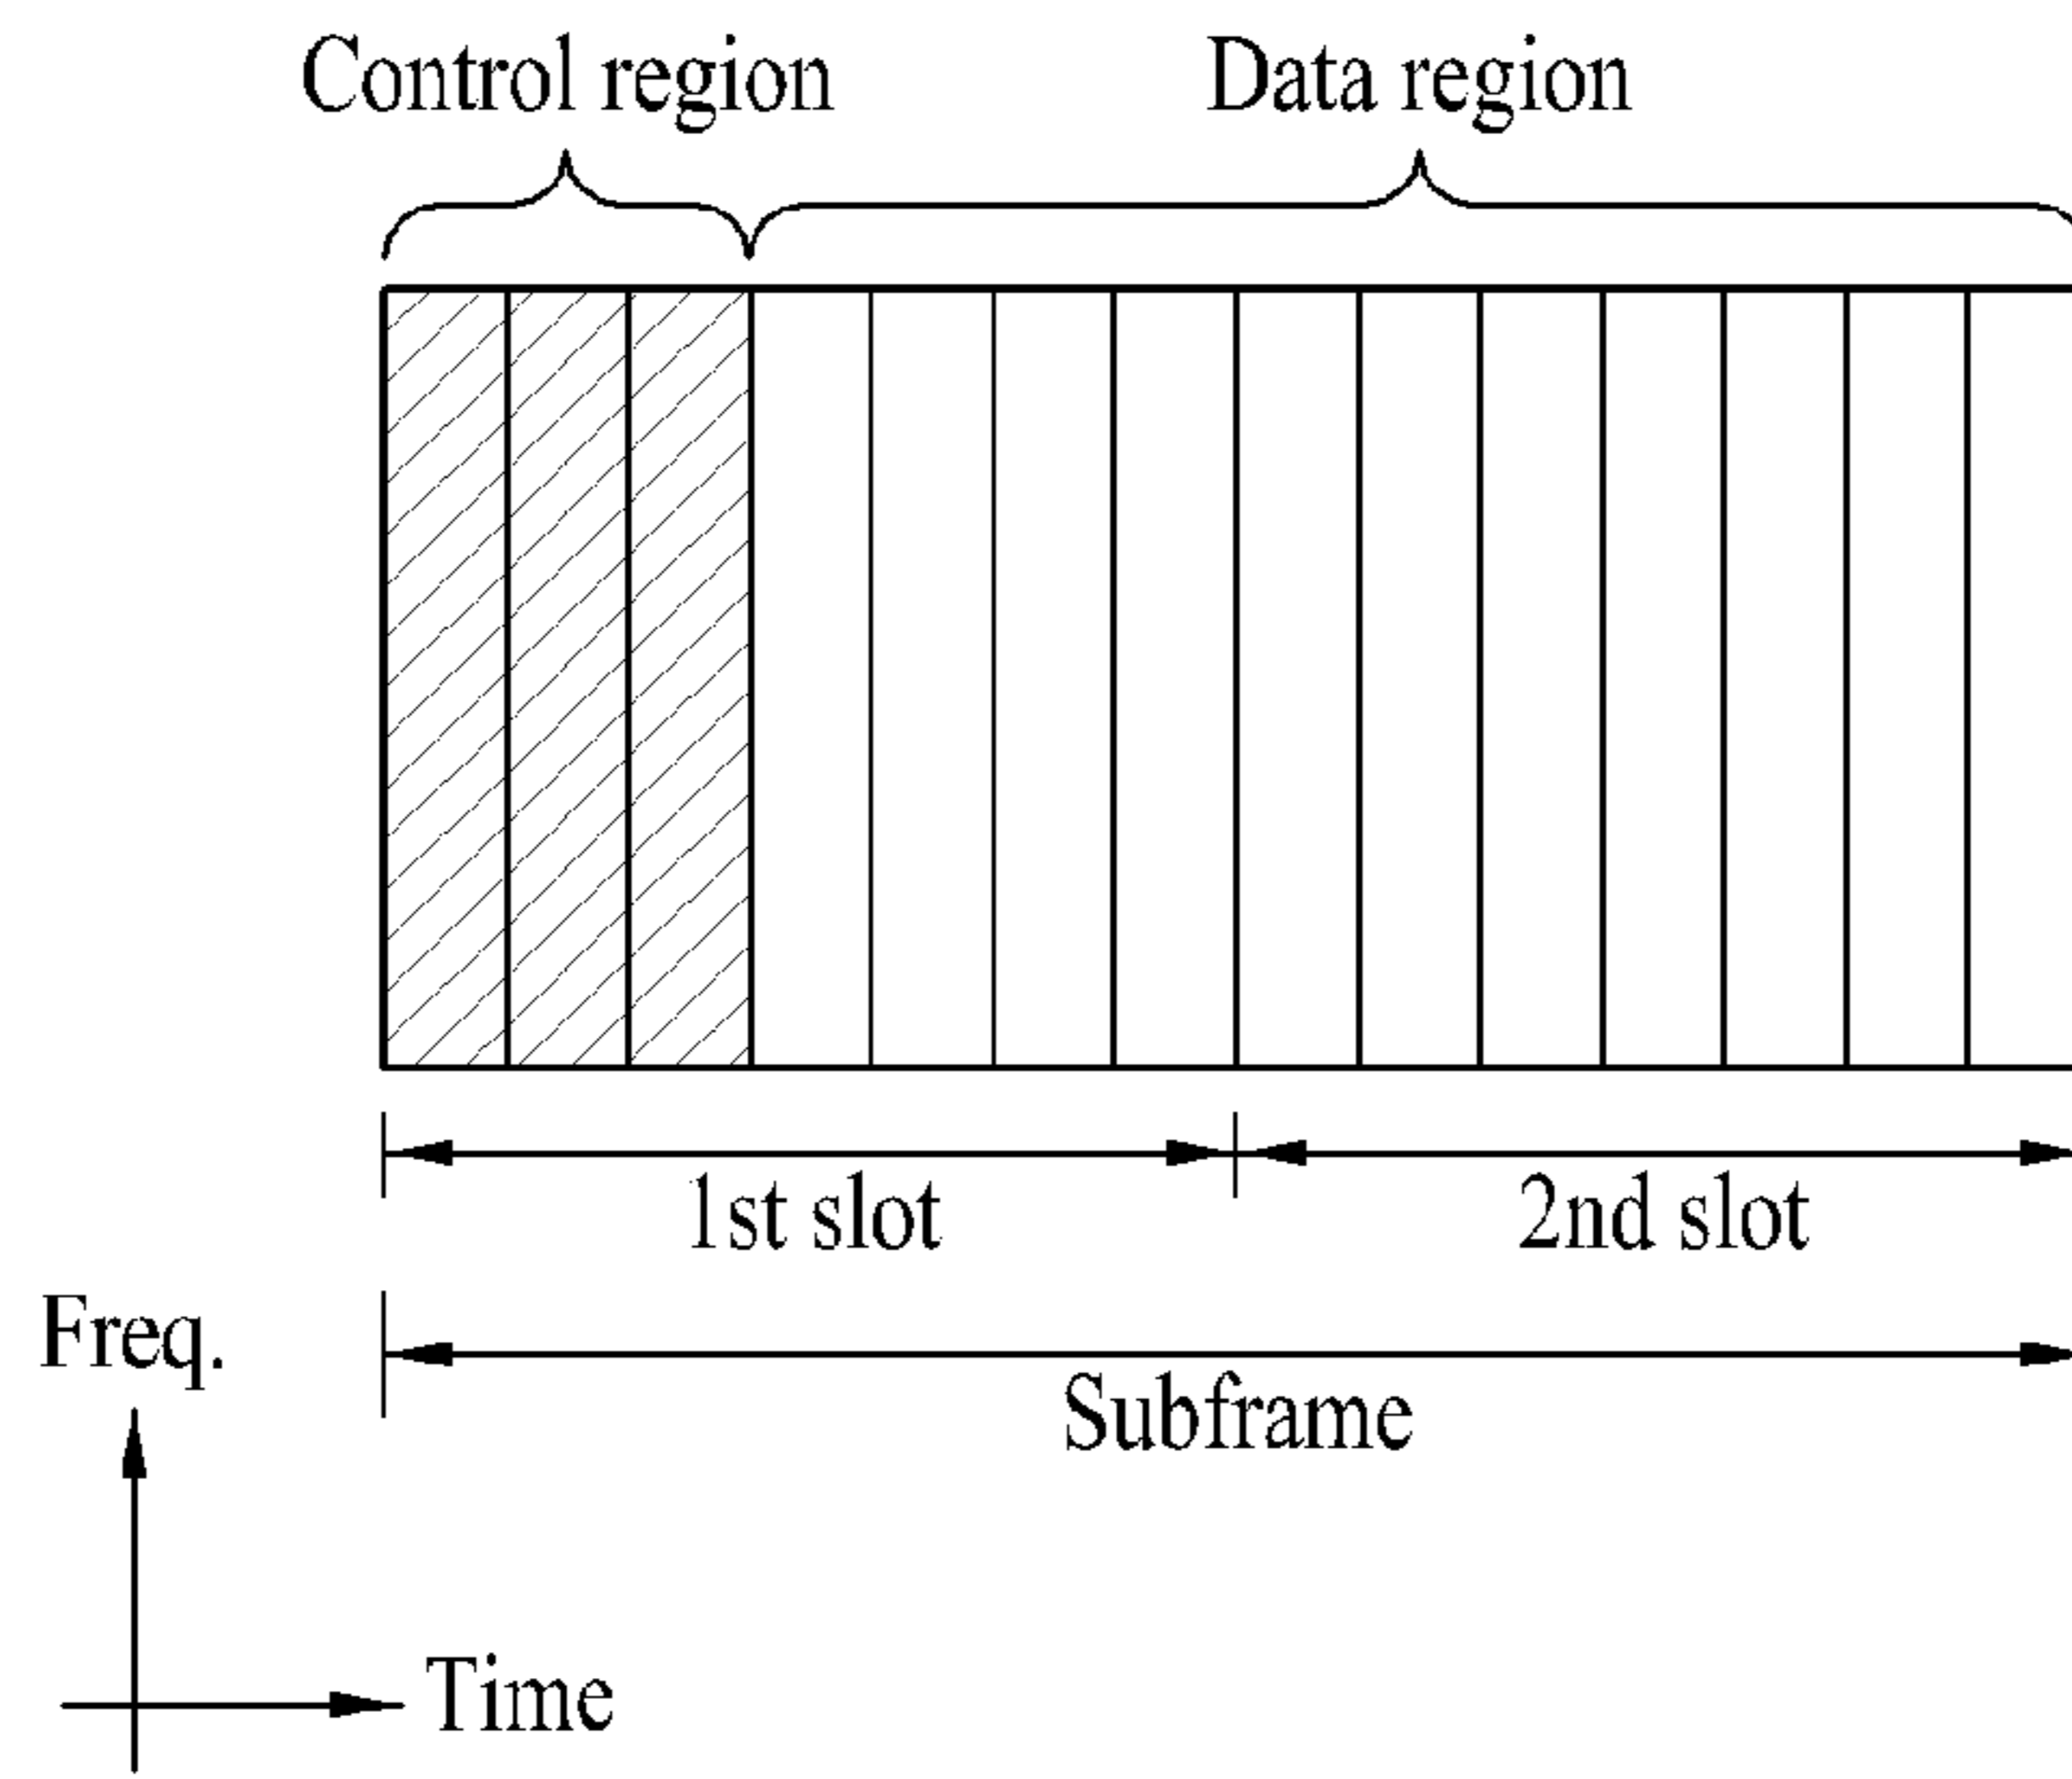 Control region
Data region
1st slot
2nd slot
Subframe
Freq.
Time